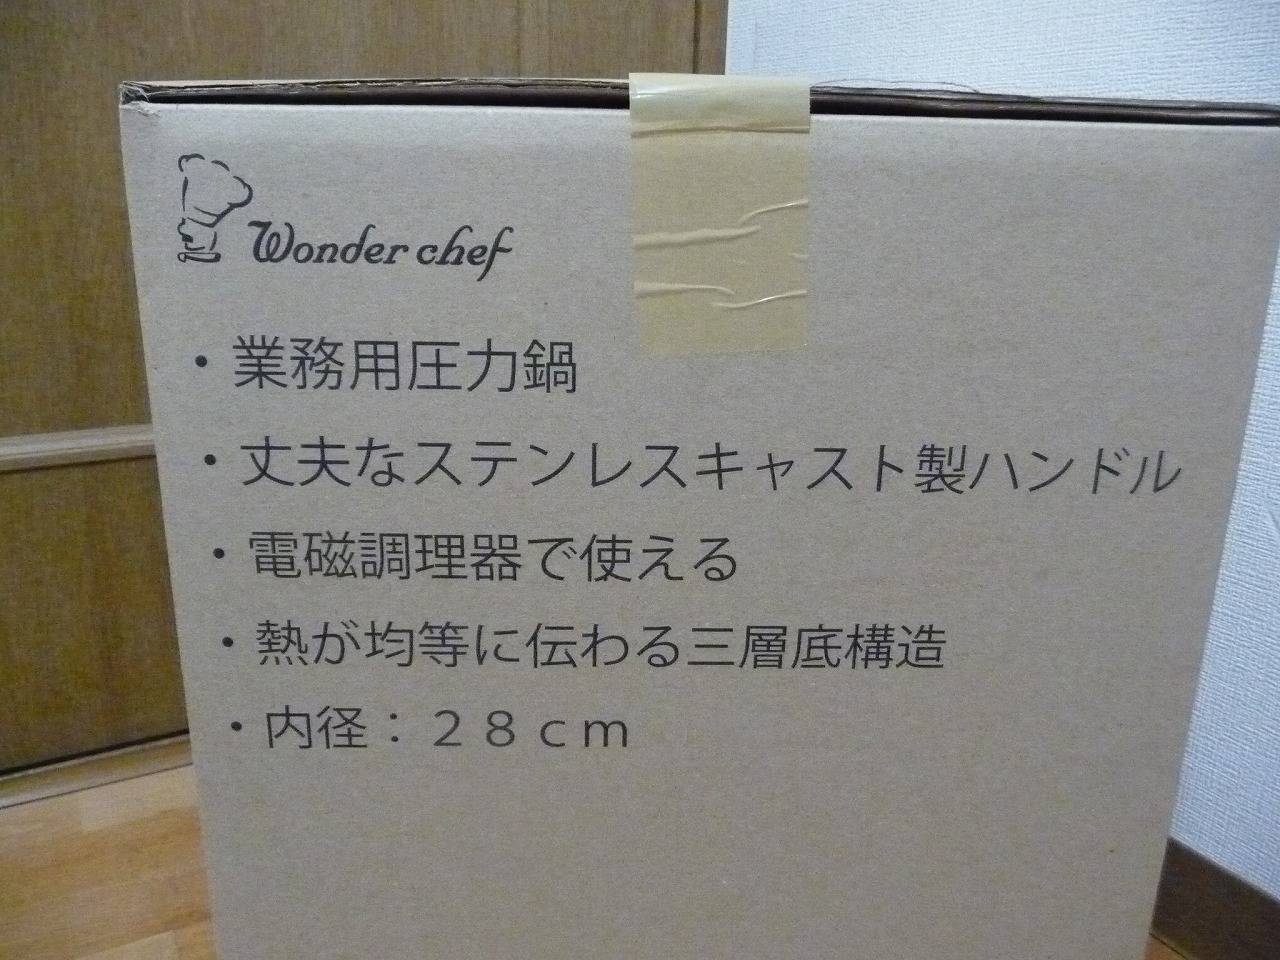 Wonder chef
・業務用圧力鍋
・丈夫なステンレスキャスト製ハンドル
・電磁調理器で使える
・熱が均等に伝わる三層底構造
・内径：２８ｃｍ